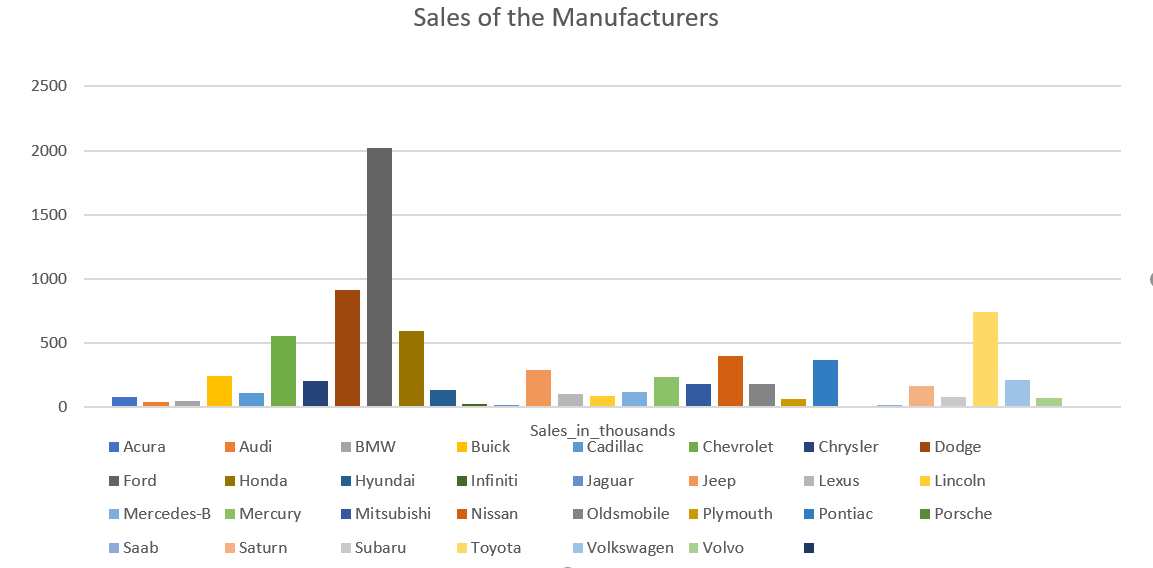 Sales of the Manufacturers
2500
2000
1500
1000
500
0
Sales_in_thousands
Acura Audi BMW Buick Cadillac Chevrolet Chrysler Dodge
Ford Honda Hyundai Infiniti Jaguar Jeep Lexus Lincoln
Mercedes-B Mercury Mitsubishi Nissan Oldsmobile Plymouth Pontiac Porsche
Saab Saturn Subaru Toyota Volkswagen Volvo